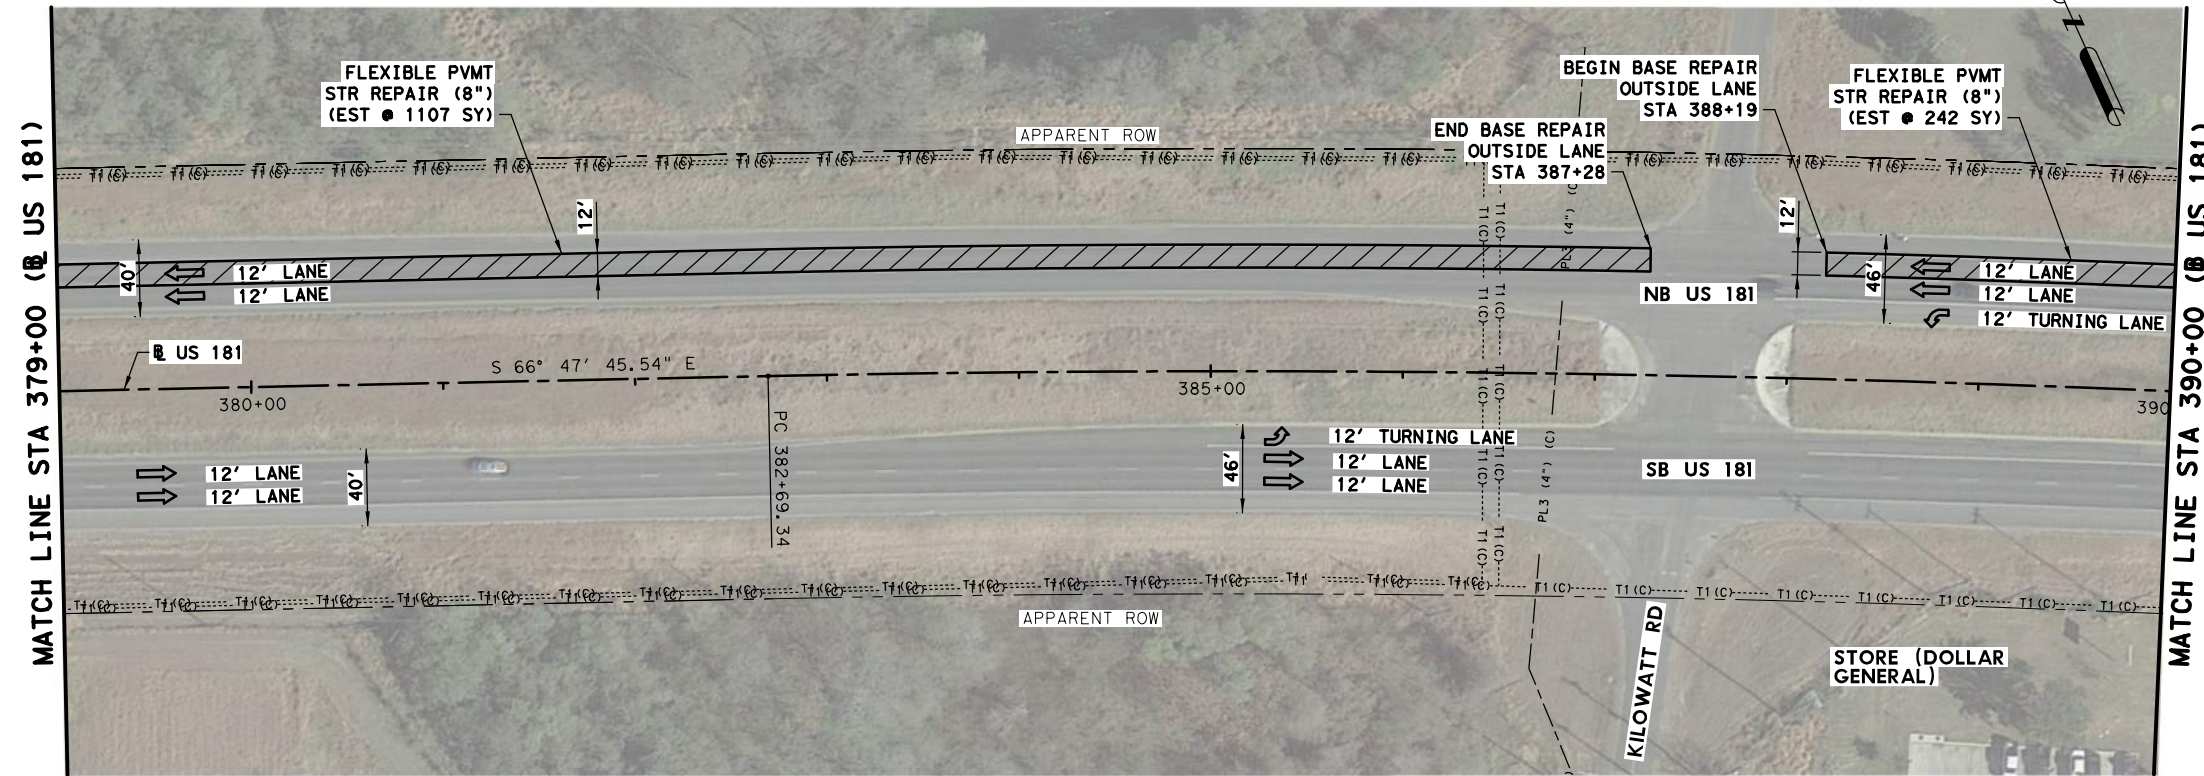 FLEXIBLE PVMT
STR REPAIR (8")
(EST @ 1107 SY)
BEGIN BASE REPAIR
OUTSIDE LANE
STA 388+19
FLEXIBLE PVMT
STR REPAIR (8")
(EST @ 242 SY)
END BASE REPAIR
OUTSIDE LANE
STA 387+28
APPARENT ROW
MATCH LINE STA 379+00 (BL US 181)
MATCH LINE STA 390+00 (BL US 181)
12'
12'
40'
12' LANE
12' LANE
46'
12' LANE
12' LANE
12' TURNING LANE
NB US 181
BL US 181
S 66° 47' 45.54" E
380+00
385+00
390
PC 382+69.34
12' LANE
12' LANE
40'
46'
12' TURNING LANE
12' LANE
12' LANE
SB US 181
T1(C)
PL3 (4") (C)
APPARENT ROW
KILOWATT RD
STORE (DOLLAR
GENERAL)